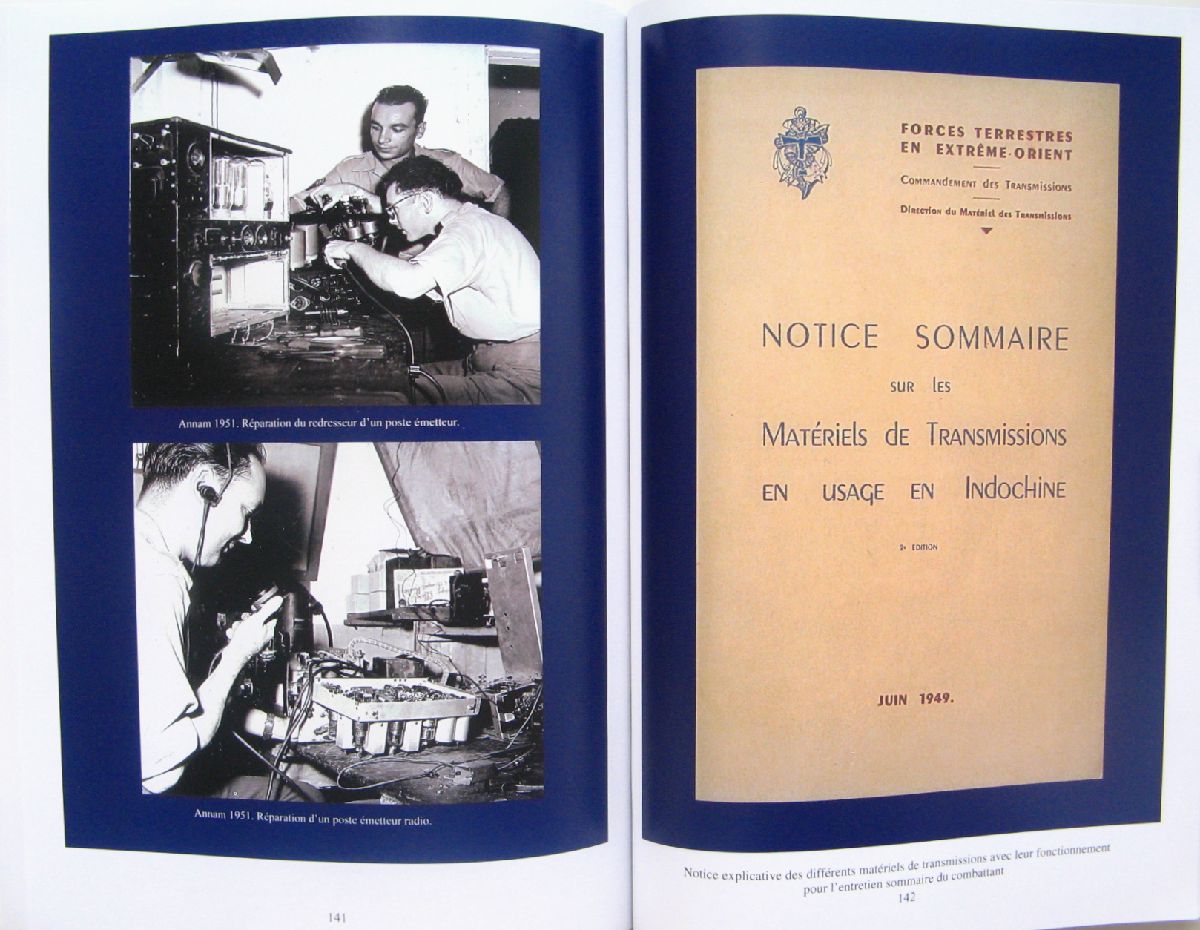 Annam 1951. Réparation du redresseur d'un poste émetteur.
Annam 1951. Réparation d'un poste émetteur radio.
141
FORCES TERRESTRES
EN EXTRÊME-ORIENT
COMMANDEMENT DES TRANSMISSIONS
DIRECTION DU MATÉRIEL DES TRANSMISSIONS
NOTICE SOMMAIRE
SUR LES
MATÉRIELS DE TRANSMISSIONS
EN USAGE EN INDOCHINE
2e EDITION
JUIN 1949.
Notice explicative des différents matériels de transmissions avec leur fonctionnement
pour l'entretien sommaire du combattant
142